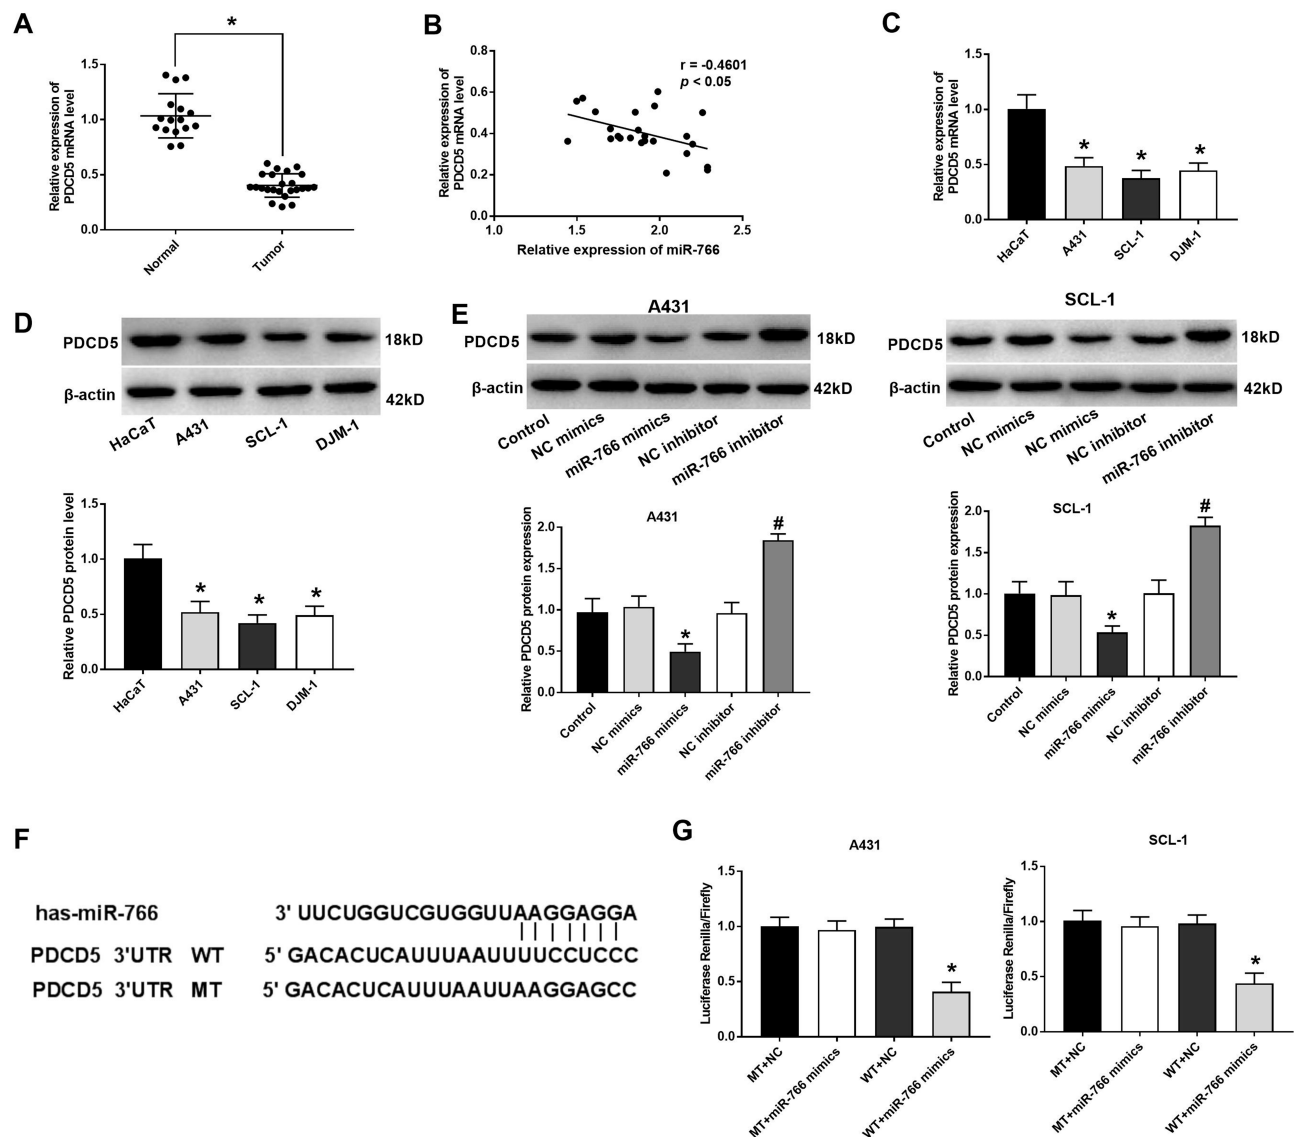 A
*
Relative expression of
PDCD5 mRNA level
1.5
1.0
0.5
0.0
Normal
Tumor
B
Relative expression of
PDCD5 mRNA level
0.8
0.6
0.4
0.2
0.0
r = -0.4601
p < 0.05
1.0
1.5
2.0
2.5
Relative expression of miR-766
C
Relative expression of
PDCD5 mRNA level
1.5
1.0
0.5
0.0
*
*
*
HaCaT
A431
SCL-1
DJM-1
D
PDCD5
18kD
β-actin
42kD
HaCaT
A431
SCL-1
DJM-1
Relative PDCD5 protein level
1.5
1.0
0.5
0.0
*
*
*
HaCaT
A431
SCL-1
DJM-1
E
A431
PDCD5
18kD
β-actin
42kD
Control
NC mimics
miR-766 mimics
NC inhibitor
miR-766 inhibitor
SCL-1
PDCD5
18kD
β-actin
42kD
Control
NC mimics
NC mimics
NC inhibitor
miR-766 inhibitor
A431
Relative PDCD5 protein expression
2.0
1.5
1.0
0.5
0.0
*
#
Control
NC mimics
miR-766 mimics
NC inhibitor
miR-766 inhibitor
SCL-1
Relative PDCD5 protein expression
2.0
1.5
1.0
0.5
0.0
*
#
Control
NC mimics
miR-766 mimics
NC inhibitor
miR-766 inhibitor
F
has-miR-766 3' UUCUGGUCGUGGUUAAGGAGGA
PDCD5 3'UTR WT 5' GACACUCAUUUAAUUUUCCUCCC
PDCD5 3'UTR MT 5' GACACUCAUUUAAUUAAGGAGCC
G
A431
Luciferase Renilla/Firefly
1.5
1.0
0.5
0.0
*
MT+NC
MT+miR-766 mimics
WT+NC
WT+miR-766 mimics
SCL-1
Luciferase Renilla/Firefly
1.5
1.0
0.5
0.0
*
MT+NC
MT+miR-766 mimics
WT+NC
WT+miR-766 mimics